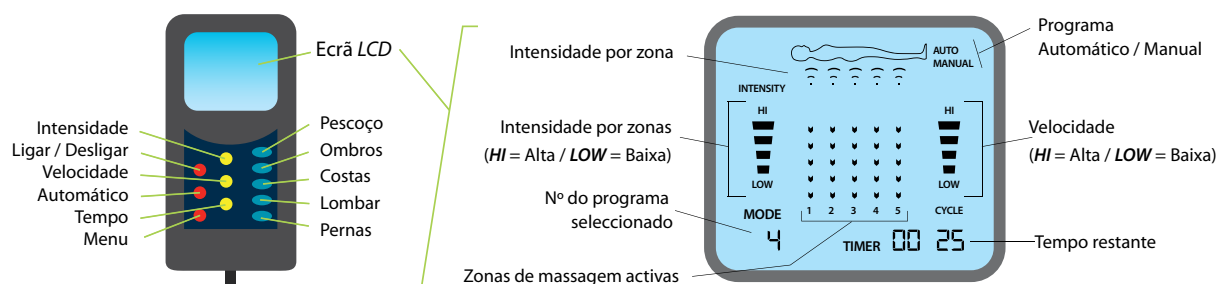 Ecrã LCD
Intensidade
Ligar / Desligar
Velocidade
Automático
Tempo
Menu
Pescoço
Ombros
Costas
Lombar
Pernas
Intensidade por zona
Intensidade por zonas
(HI = Alta / LOW = Baixa)
Nº do programa
seleccionado
Zonas de massagem activas
AUTO
MANUAL
INTENSITY
HI
LOW
HI
LOW
MODE
4
1 2 3 4 5
CYCLE
TIMER 00 25
Programa
Automático / Manual
Velocidade
(HI = Alta / LOW = Baixa)
Tempo restante